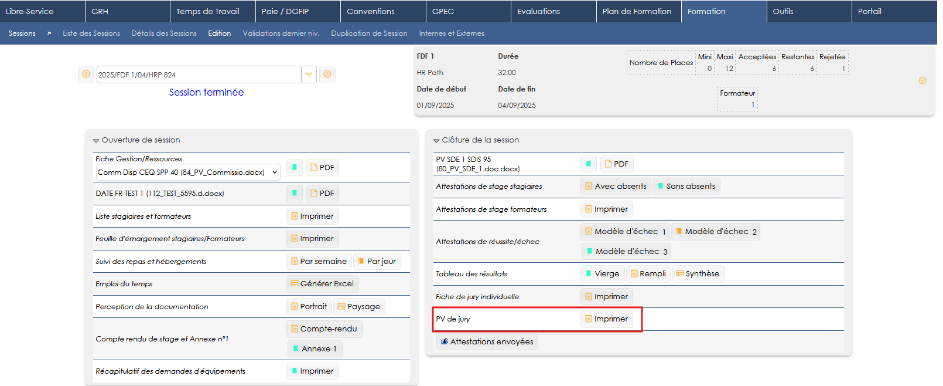 Libre-Service GRH Temps de Travail Paie / DCFIP Conventions GPEC Evaluations Plan de Formation Formation Outils Portail
Sessions > Liste des Sessions Détails des Sessions Edition Validations dernier niv. Duplication de Session Internes et Externes
2025/FDF 1/04/HRP 824
Session terminée
FDF 1 Durée
HR Path 32:00
Date de début Date de fin
01/09/2025 04/09/2025
Nombre de Places Mini Maxi Acceptées Restantes Rejetée
0 12 6 6 1
Formateur
1
Ouverture de session
Fiche Gestion/Ressources
Comm Disp CEQ SPP 40 (84_PV_Commissio.docx) PDF
DATE FR TEST 1 (112_TEST_5595.d.docx) PDF
Liste stagiaires et formateurs Imprimer
Feuille d'émargement stagiaires/Formateurs Imprimer
Suivi des repas et hébergements Par semaine Par jour
Emploi du temps Générer Excel
Perception de la documentation Portrait Paysage
Compte rendu de stage et Annexe n°1 Compte-rendu
Annexe 1
Récapitulatif des demandes d'équipements Imprimer
Clôture de la session
PV SDE 1 SDIS 95
(80_PV_SDE_1.doc.docx) PDF
Attestations de stage stagiaires Avec absents Sans absents
Attestations de stage formateurs Imprimer
Attestations de réussite/échec Modèle d'échec 1 Modèle d'échec 2
Modèle d'échec 3
Tableau des résultats Vierge Rempli Synthèse
Fiche de jury individuelle Imprimer
PV de jury Imprimer
Attestations envoyées